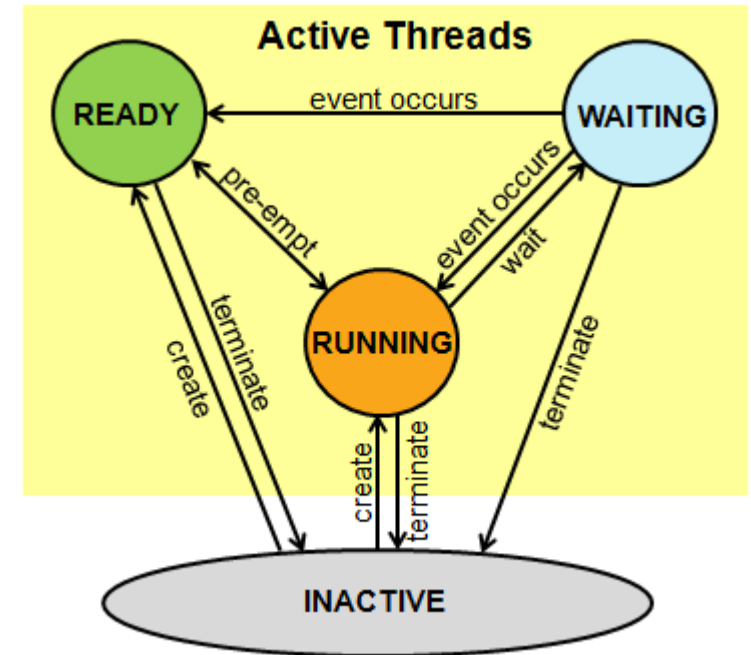 Active Threads
READY
event occurs
WAITING
pre-empt
event occurs
wait
RUNNING
create
terminate
create
terminate
terminate
INACTIVE